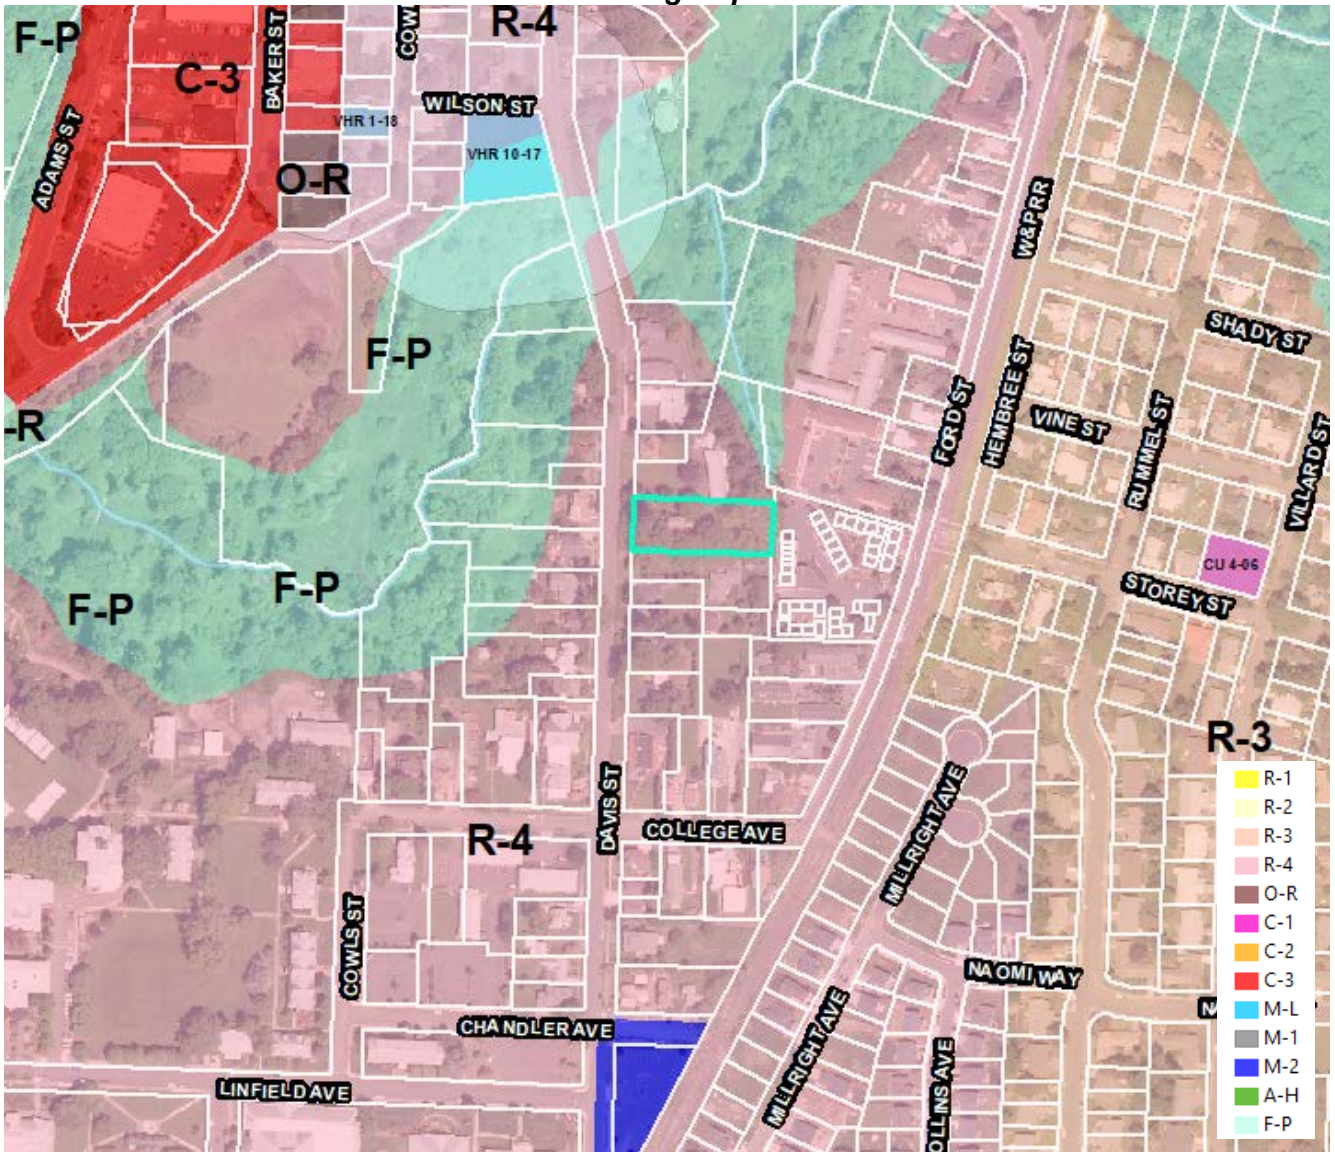 R-4
F-P
COW
C-3
BAKER ST
WILSON ST
VHR 1-18
VHR 10-17
ADAMS ST
O-R
W&PRR
SHADY ST
F-P
FORD ST
HEMBREE ST
VINE ST
RUMMEL ST
VILLARD ST
-R
CU 4-06
STOREY ST
F-P
F-P
R-3
DAVIS ST
COLLEGE AVE
R-4
MILLRIGHT AVE
COWLS ST
NAOMI WAY
N
CHANDLER AVE
MILLRIGHT AVE
OLLINS AVE
LINFIELD AVE
R-1
R-2
R-3
R-4
O-R
C-1
C-2
C-3
M-L
M-1
M-2
A-H
F-P